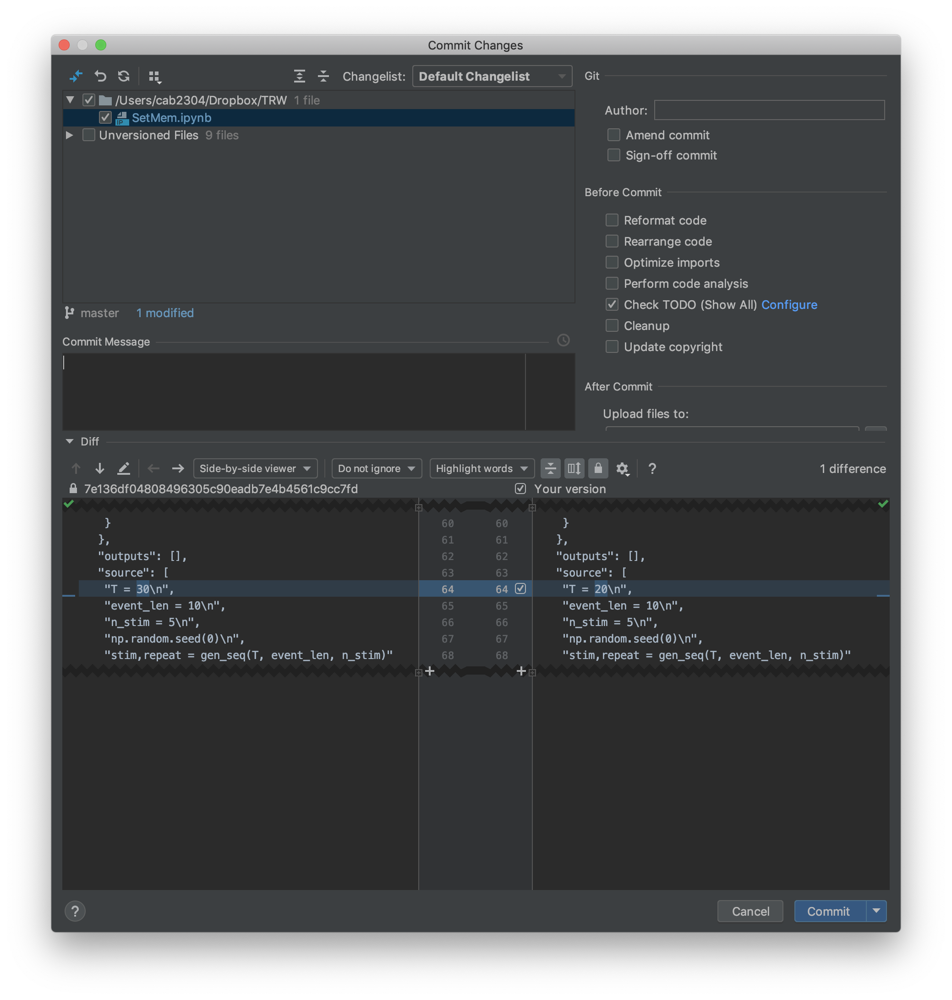 Commit Changes
Changelist: Default Changelist
/Users/cab2304/Dropbox/TRW 1 file
IP SetMem.ipynb
Unversioned Files 9 files
master 1 modified
Commit Message
Git
Author:
Amend commit
Sign-off commit
Before Commit
Reformat code
Rearrange code
Optimize imports
Perform code analysis
Check TODO (Show All) Configure
Cleanup
Update copyright
After Commit
Upload files to:
Diff
Side-by-side viewer Do not ignore Highlight words ? 1 difference
7e136df04808496305c90eadb7e4b4561c9cc7fd Your version
} 60 60 }
}, 61 61 },
"outputs": [], 62 62 "outputs": [],
"source": [ 63 63 "source": [
"T = 30\n", 64 64 "T = 20\n",
"event_len = 10\n", 65 65 "event_len = 10\n",
"n_stim = 5\n", 66 66 "n_stim = 5\n",
"np.random.seed(0)\n", 67 67 "np.random.seed(0)\n",
"stim,repeat = gen_seq(T, event_len, n_stim)" 68 68 "stim,repeat = gen_seq(T, event_len, n_stim)"
? Cancel Commit